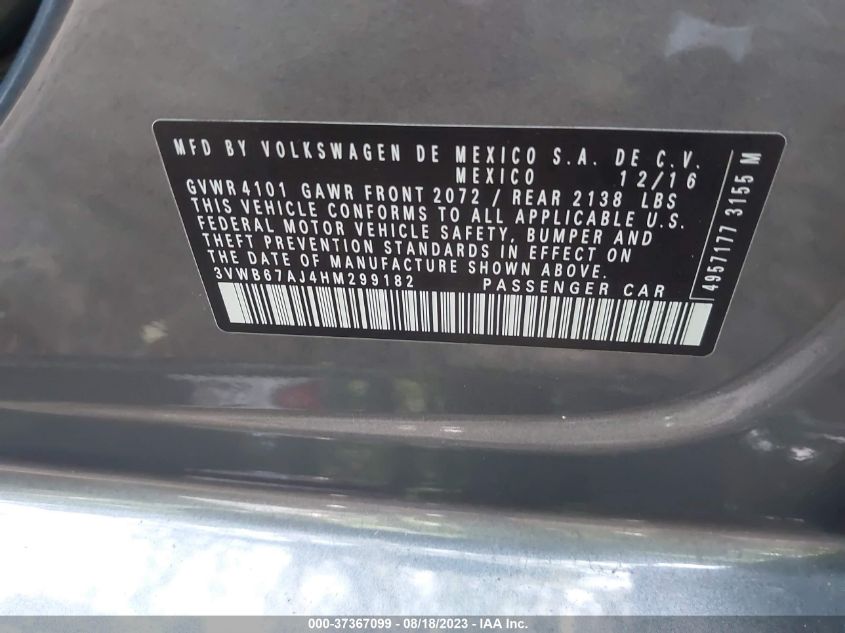 MFD BY VOLKSWAGEN DE MEXICO S.A. DE C.V.
MEXICO 12/16
GVWR 4101 GAWR FRONT 2072 / REAR 2138 LBS
THIS VEHICLE CONFORMS TO ALL APPLICABLE U.S.
FEDERAL MOTOR VEHICLE SAFETY, BUMPER AND
THEFT PREVENTION STANDARDS IN EFFECT ON
THE DATE OF MANUFACTURE SHOWN ABOVE.
3VWB67AJ4HM299182 PASSENGER CAR
4957177 3155 M
000-37367099 - 08/18/2023 - IAA Inc.